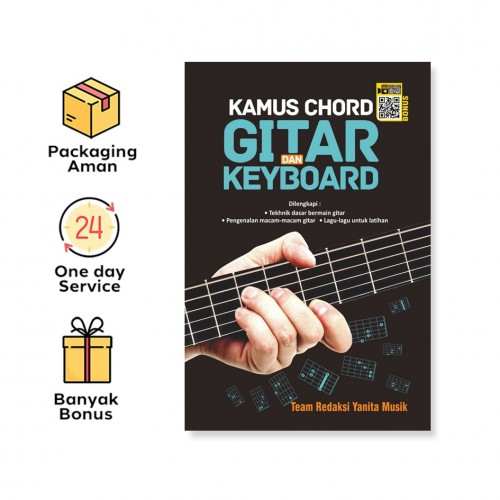 Packaging
Aman
24
One day
Service
Banyak
Bonus
KAMUS CHORD
BONUS
GITAR
DAN
KEYBOARD
Dilengkapi :
• Tekhnik dasar bermain gitar
• Pengenalan macam-macam gitar • Lagu-lagu untuk latihan
Team Redaksi Yanita Musik